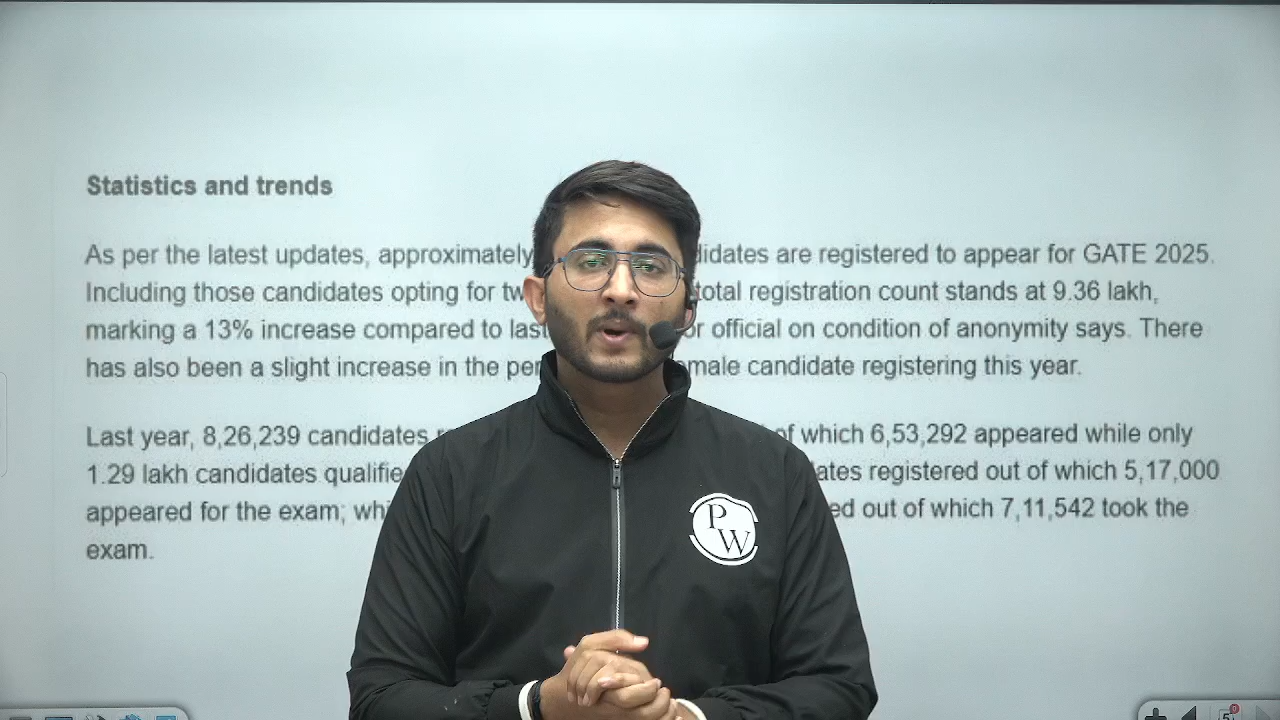 Statistics and trends
As per the latest updates, approximately didates are registered to appear for GATE 2025.
Including those candidates opting for tw total registration count stands at 9.36 lakh,
marking a 13% increase compared to las or official on condition of anonymity says. There
has also been a slight increase in the per male candidate registering this year.
Last year, 8,26,239 candidates of which 6,53,292 appeared while only
1.29 lakh candidates qualifie ates registered out of which 5,17,000
appeared for the exam; whi ed out of which 7,11,542 took the
exam.
P
W
5